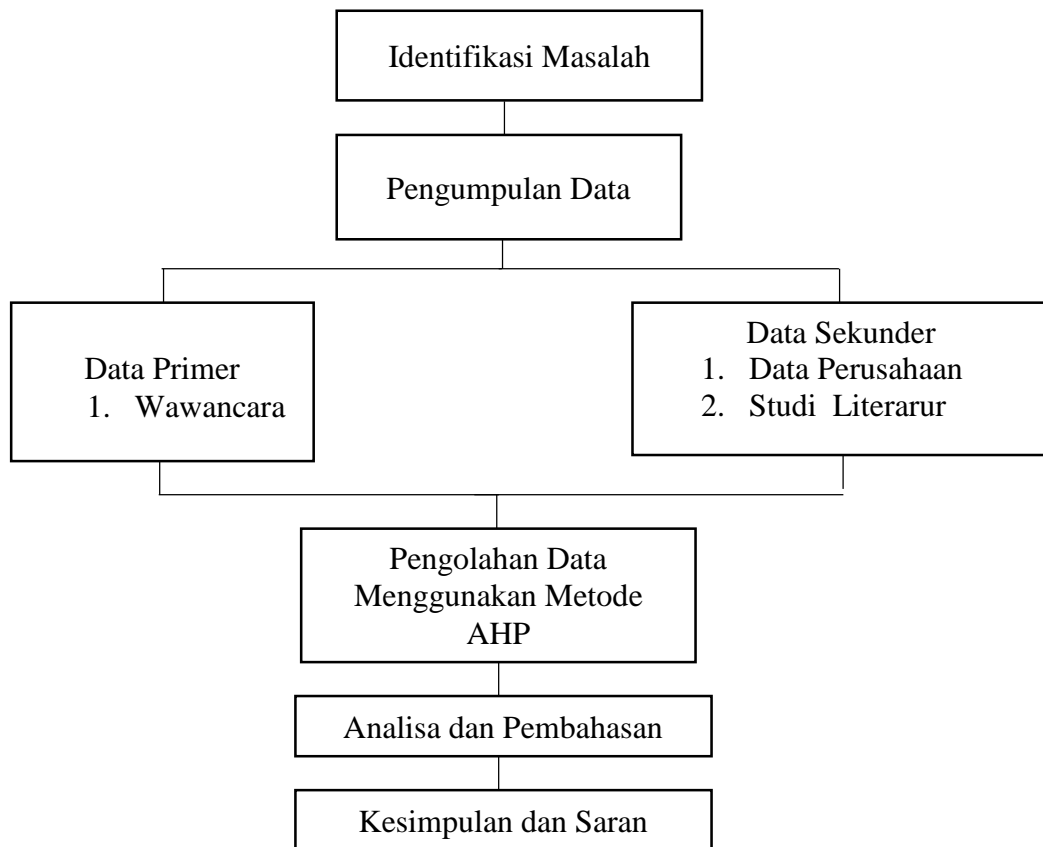 Identifikasi Masalah
Pengumpulan Data
Data Primer
1. Wawancara
Data Sekunder
1. Data Perusahaan
2. Studi Literarur
Pengolahan Data
Menggunakan Metode
AHP
Analisa dan Pembahasan
Kesimpulan dan Saran